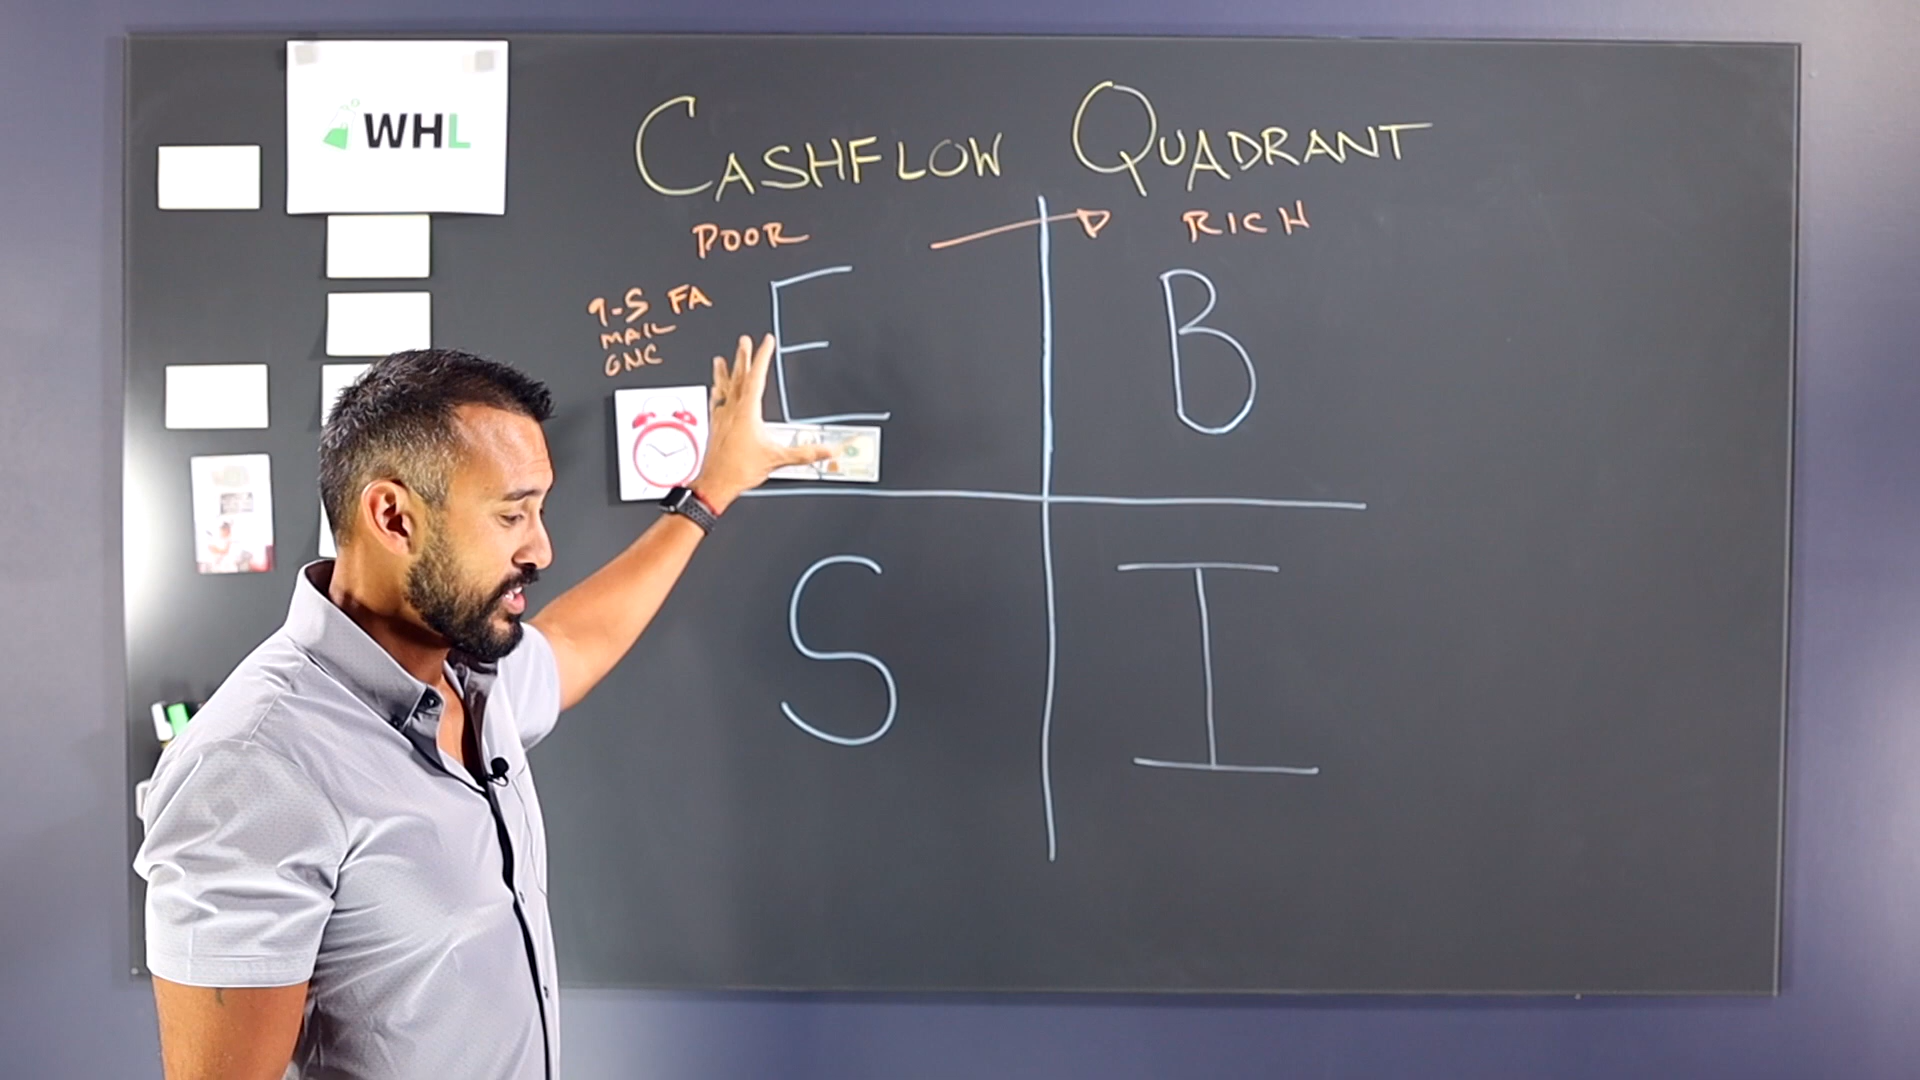 WHL
CASHFLOW QUADRANT
POOR
RICH
9-5 FA
MAIL
GNC
E
B
S
I